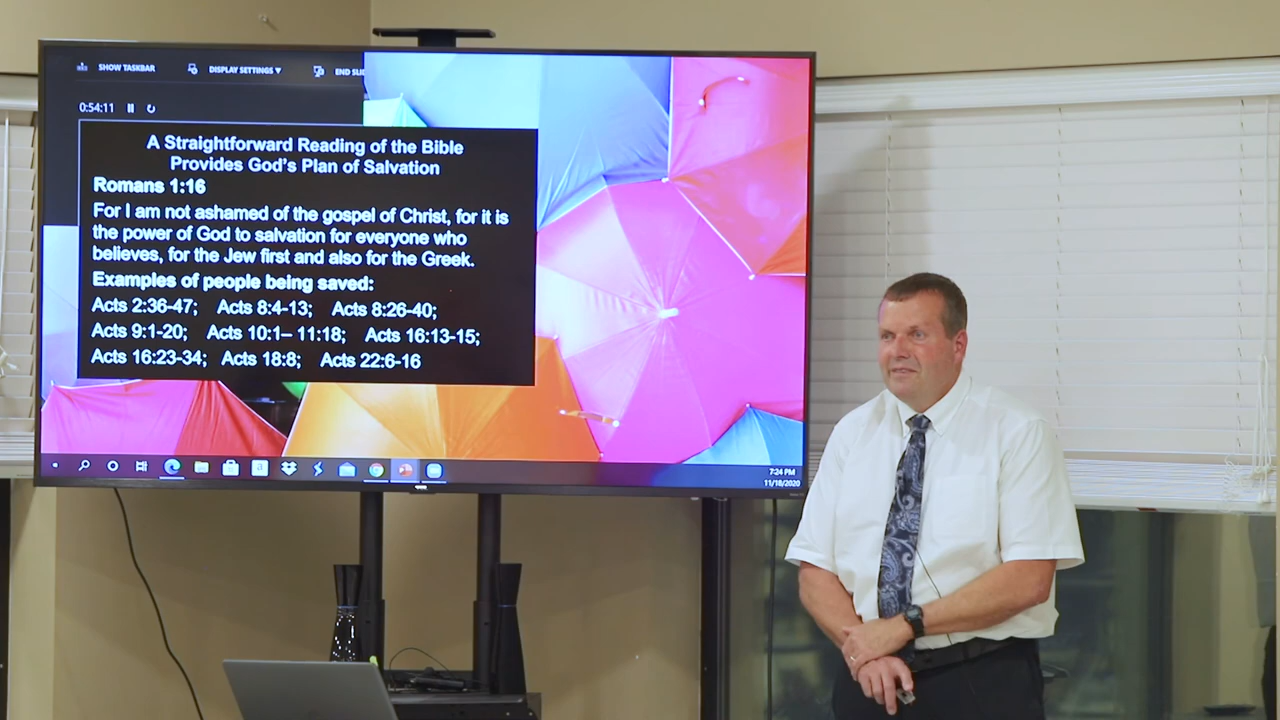 SHOW TASKBAR
DISPLAY SETTINGS ▼
END SLI
0:54:11
A Straightforward Reading of the Bible
Provides God's Plan of Salvation
Romans 1:16
For I am not ashamed of the gospel of Christ, for it is
the power of God to salvation for everyone who
believes, for the Jew first and also for the Greek.
Examples of people being saved:
Acts 2:36-47; Acts 8:4-13; Acts 8:26-40;
Acts 9:1-20; Acts 10:1– 11:18; Acts 16:13-15;
Acts 16:23-34; Acts 18:8; Acts 22:6-16
7:24 PM
11/18/2020